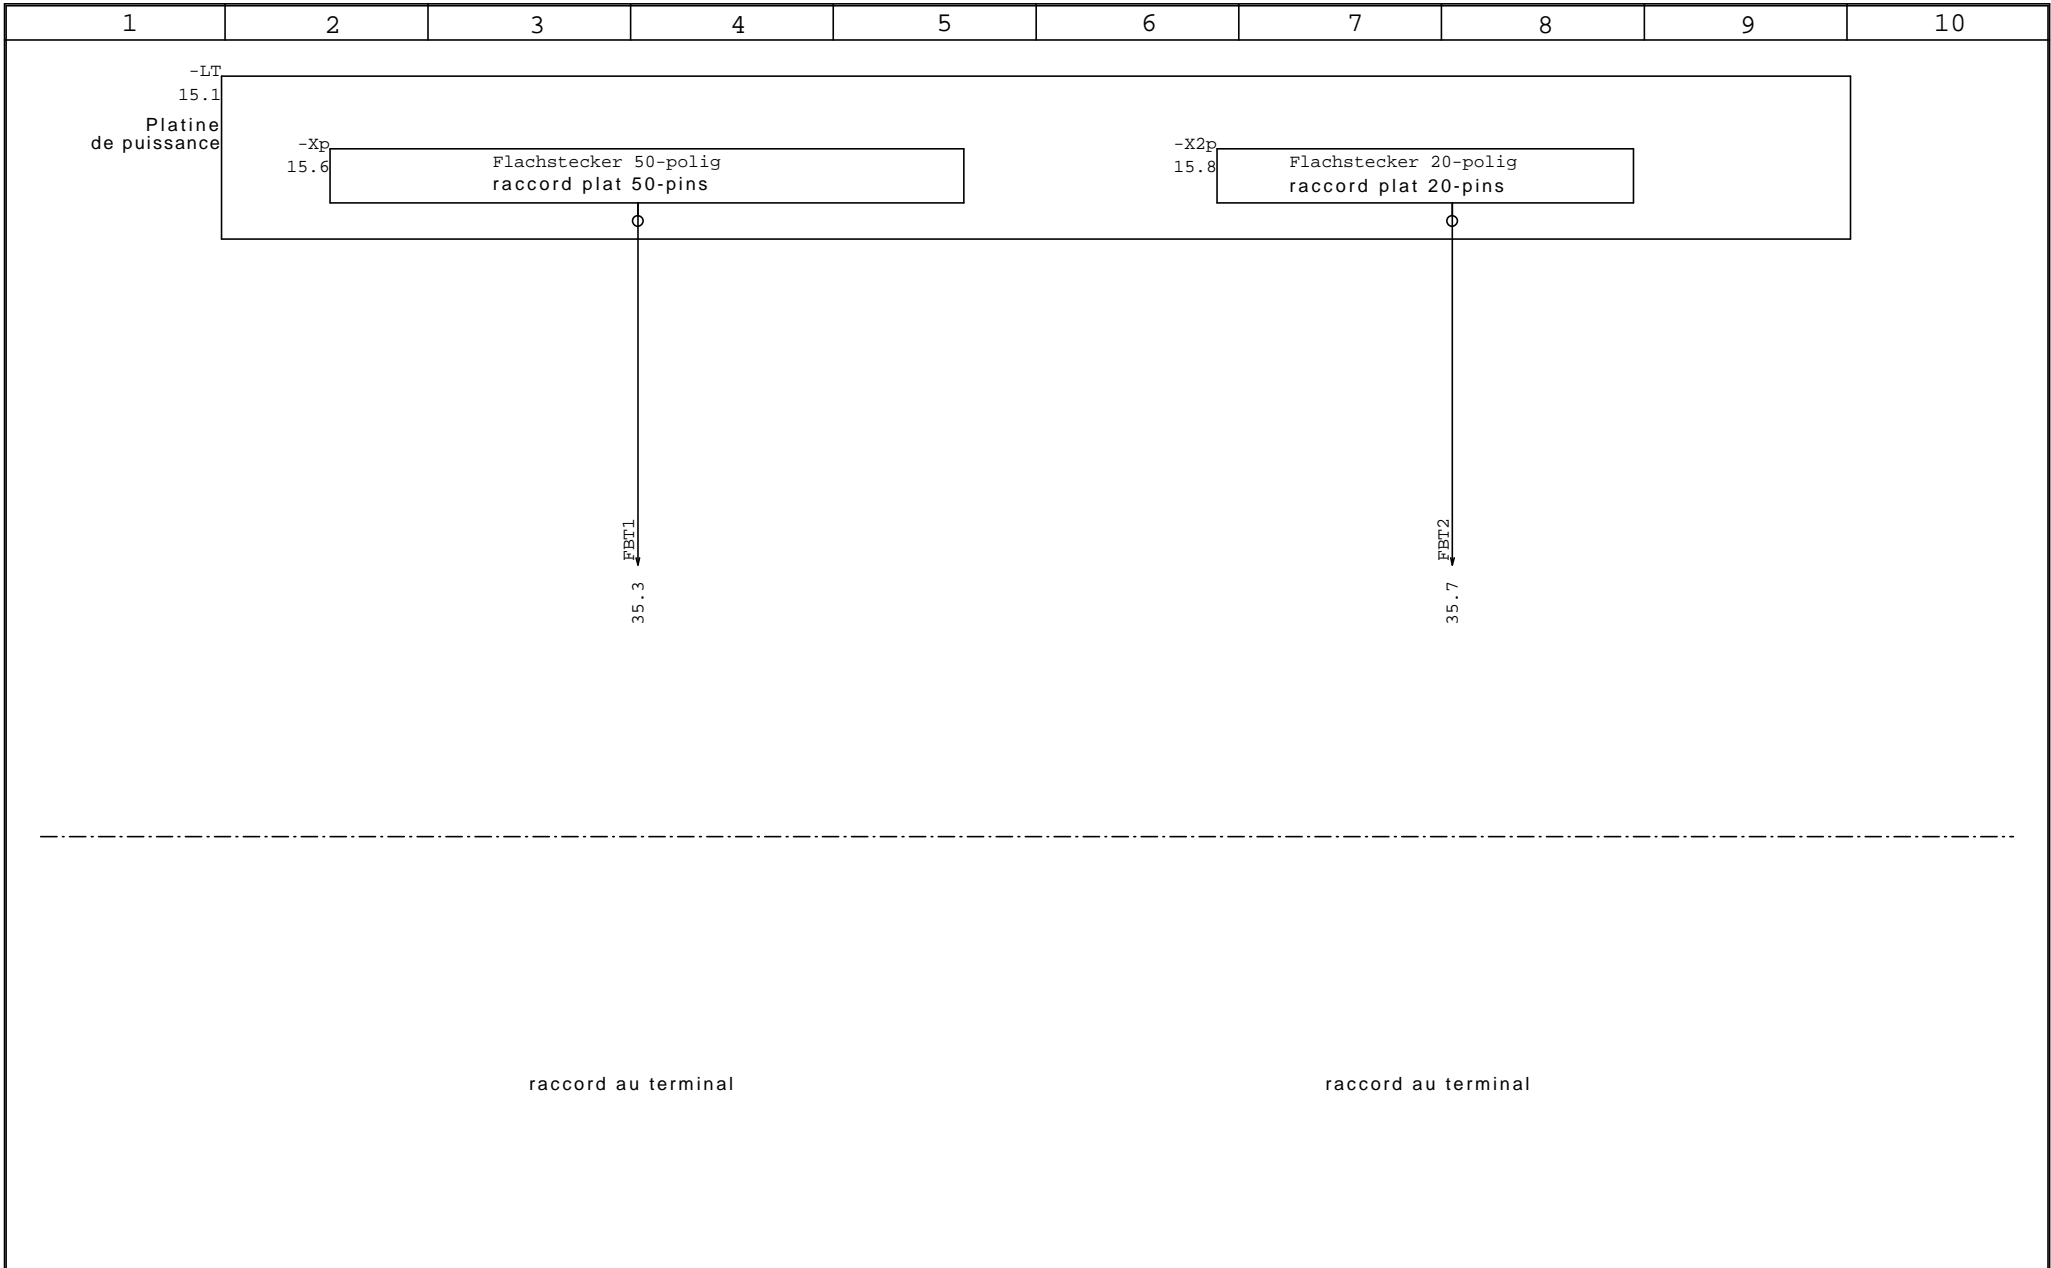 1 2 3 4 5 6 7 8 9 10
-LT
15.1
Platine
de puissance
-Xp
15.6
Flachstecker 50-polig
raccord plat 50-pins
-X2p
15.8
Flachstecker 20-polig
raccord plat 20-pins
FBT1
35.3
FBT2
35.7
raccord au terminal
raccord au terminal